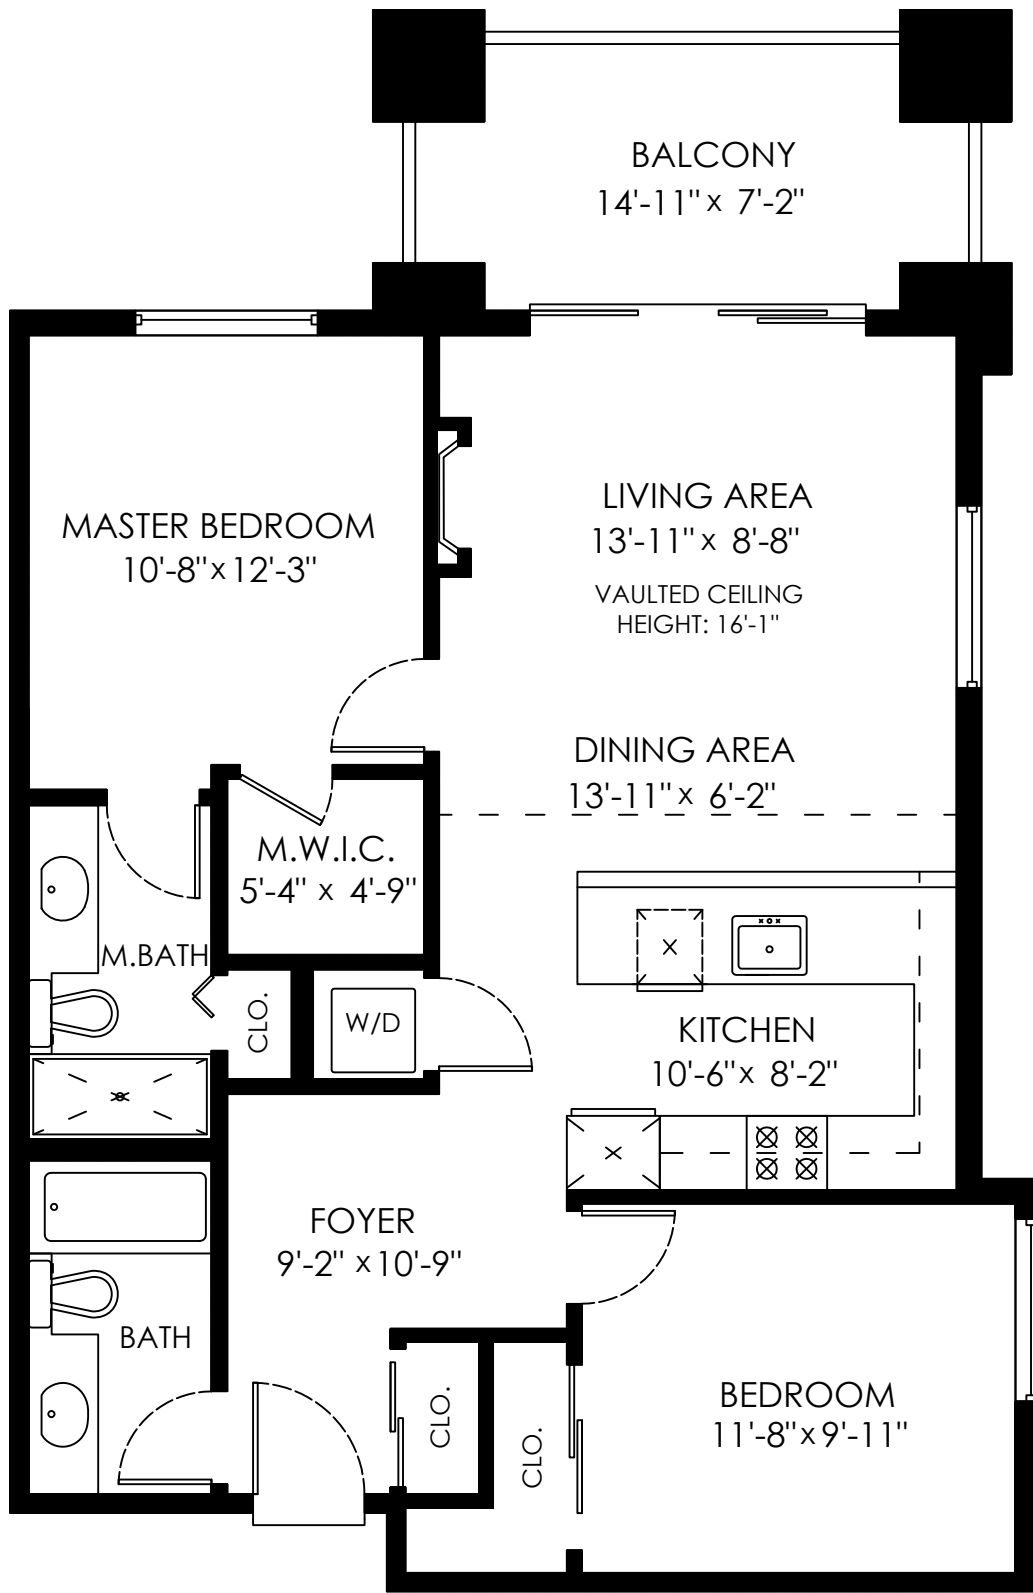 BALCONY
14'-11" x 7'-2"
LIVING AREA
13'-11" x 8'-8"
VAULTED CEILING
HEIGHT: 16'-1"
MASTER BEDROOM
10'-8" x 12'-3"
DINING AREA
13'-11" x 6'-2"
M.W.I.C.
5'-4" x 4'-9"
M.BATH
CLO.
W/D
KITCHEN
10'-6" x 8'-2"
FOYER
9'-2" x 10'-9"
BATH
CLO.
CLO.
BEDROOM
11'-8" x 9'-11"